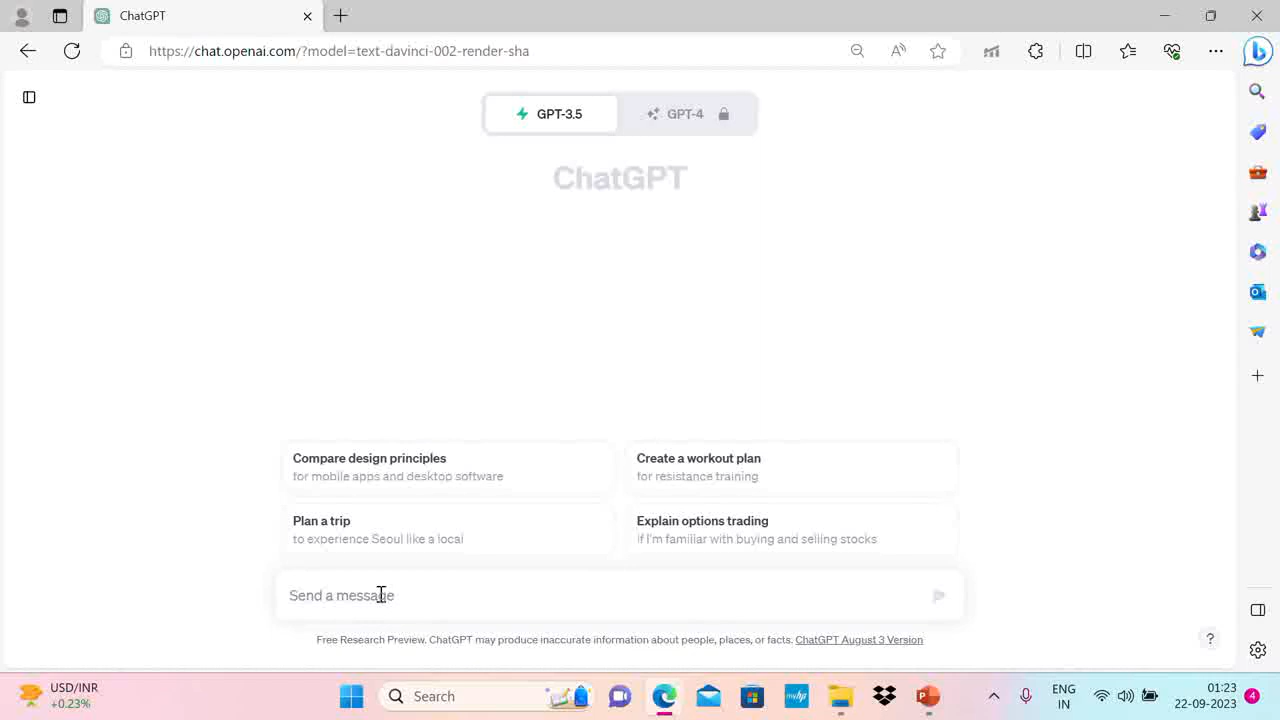 ChatGPT
https://chat.openai.com/?model=text-davinci-002-render-sha
GPT-3.5
GPT-4
ChatGPT
Compare design principles
for mobile apps and desktop software
Create a workout plan
for resistance training
Plan a trip
to experience Seoul like a local
Explain options trading
if I'm familiar with buying and selling stocks
Send a message
Free Research Preview. ChatGPT may produce inaccurate information about people, places, or facts. ChatGPT August 3 Version
?
USD/INR
+0.23%
Search
ENG
IN
01:23
22-09-2023
4